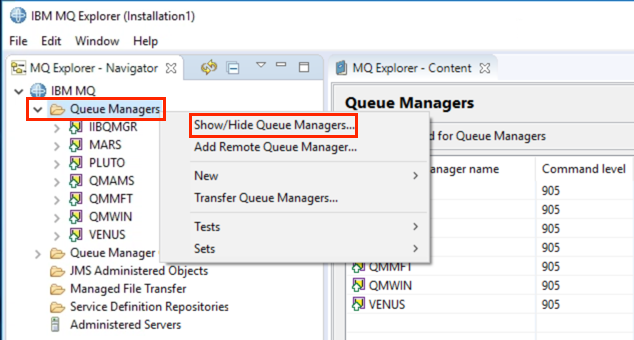 IBM MQ Explorer (Installation1)
File Edit Window Help
MQ Explorer - Navigator
IBM MQ
Queue Managers
IIBQMGR
MARS
PLUTO
QMAMS
QMMFT
QMWIN
VENUS
Queue Manager
JMS Administered Objects
Managed File Transfer
Service Definition Repositories
Administered Servers
Show/Hide Queue Managers...
Add Remote Queue Manager...
New
Transfer Queue Managers...
Tests
Sets
MQ Explorer - Content
Queue Managers
d for Queue Managers
anager name Command level
905
905
905
905
QMMFT 905
QMWIN 905
VENUS 905